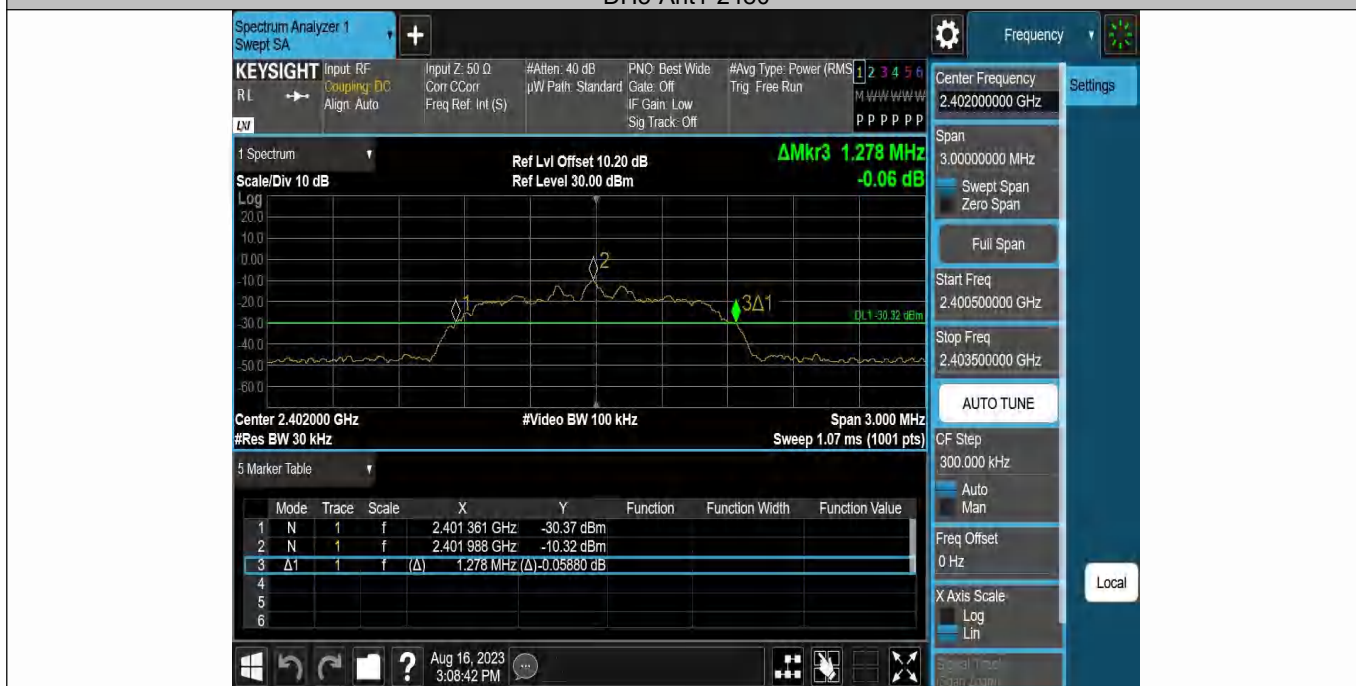 Spectrum Analyzer 1
Swept SA
+
Frequency
KEYSIGHT
Input: RF
Coupling: DC
Align: Auto
RL
LXI
Input Z: 50 Ω
Corr CCorr
Freq Ref: Int (S)
#Atten: 40 dB
µW Path: Standard
PNO: Best Wide
Gate: Off
IF Gain: Low
Sig Track: Off
#Avg Type: Power (RMS
Trig: Free Run
1 2 3 4 5 6
M W W W W W
P P P P P P
Center Frequency
2.402000000 GHz
Settings
1 Spectrum
Scale/Div 10 dB
Ref Lvl Offset 10.20 dB
Ref Level 30.00 dBm
ΔMkr3 1.278 MHz
-0.06 dB
Span
3.00000000 MHz
Swept Span
Zero Span
Full Span
Start Freq
2.400500000 GHz
Stop Freq
2.403500000 GHz
AUTO TUNE
CF Step
300.000 kHz
Auto
Man
Freq Offset
0 Hz
X Axis Scale
Log
Lin
Local
Log
20.0
10.0
0.00
-10.0
-20.0
-30.0
-40.0
-50.0
-60.0
1
2
3Δ1
DL1 -30.32 dBm
Center 2.402000 GHz
#Video BW 100 kHz
Span 3.000 MHz
#Res BW 30 kHz
Sweep 1.07 ms (1001 pts)
5 Marker Table
Mode Trace Scale X Y Function Function Width Function Value
1 N 1 f 2.401 361 GHz -30.37 dBm
2 N 1 f 2.401 988 GHz -10.32 dBm
3 Δ1 1 f (Δ) 1.278 MHz (Δ) -0.05880 dB
4
5
6
?
Aug 16, 2023
3:08:42 PM